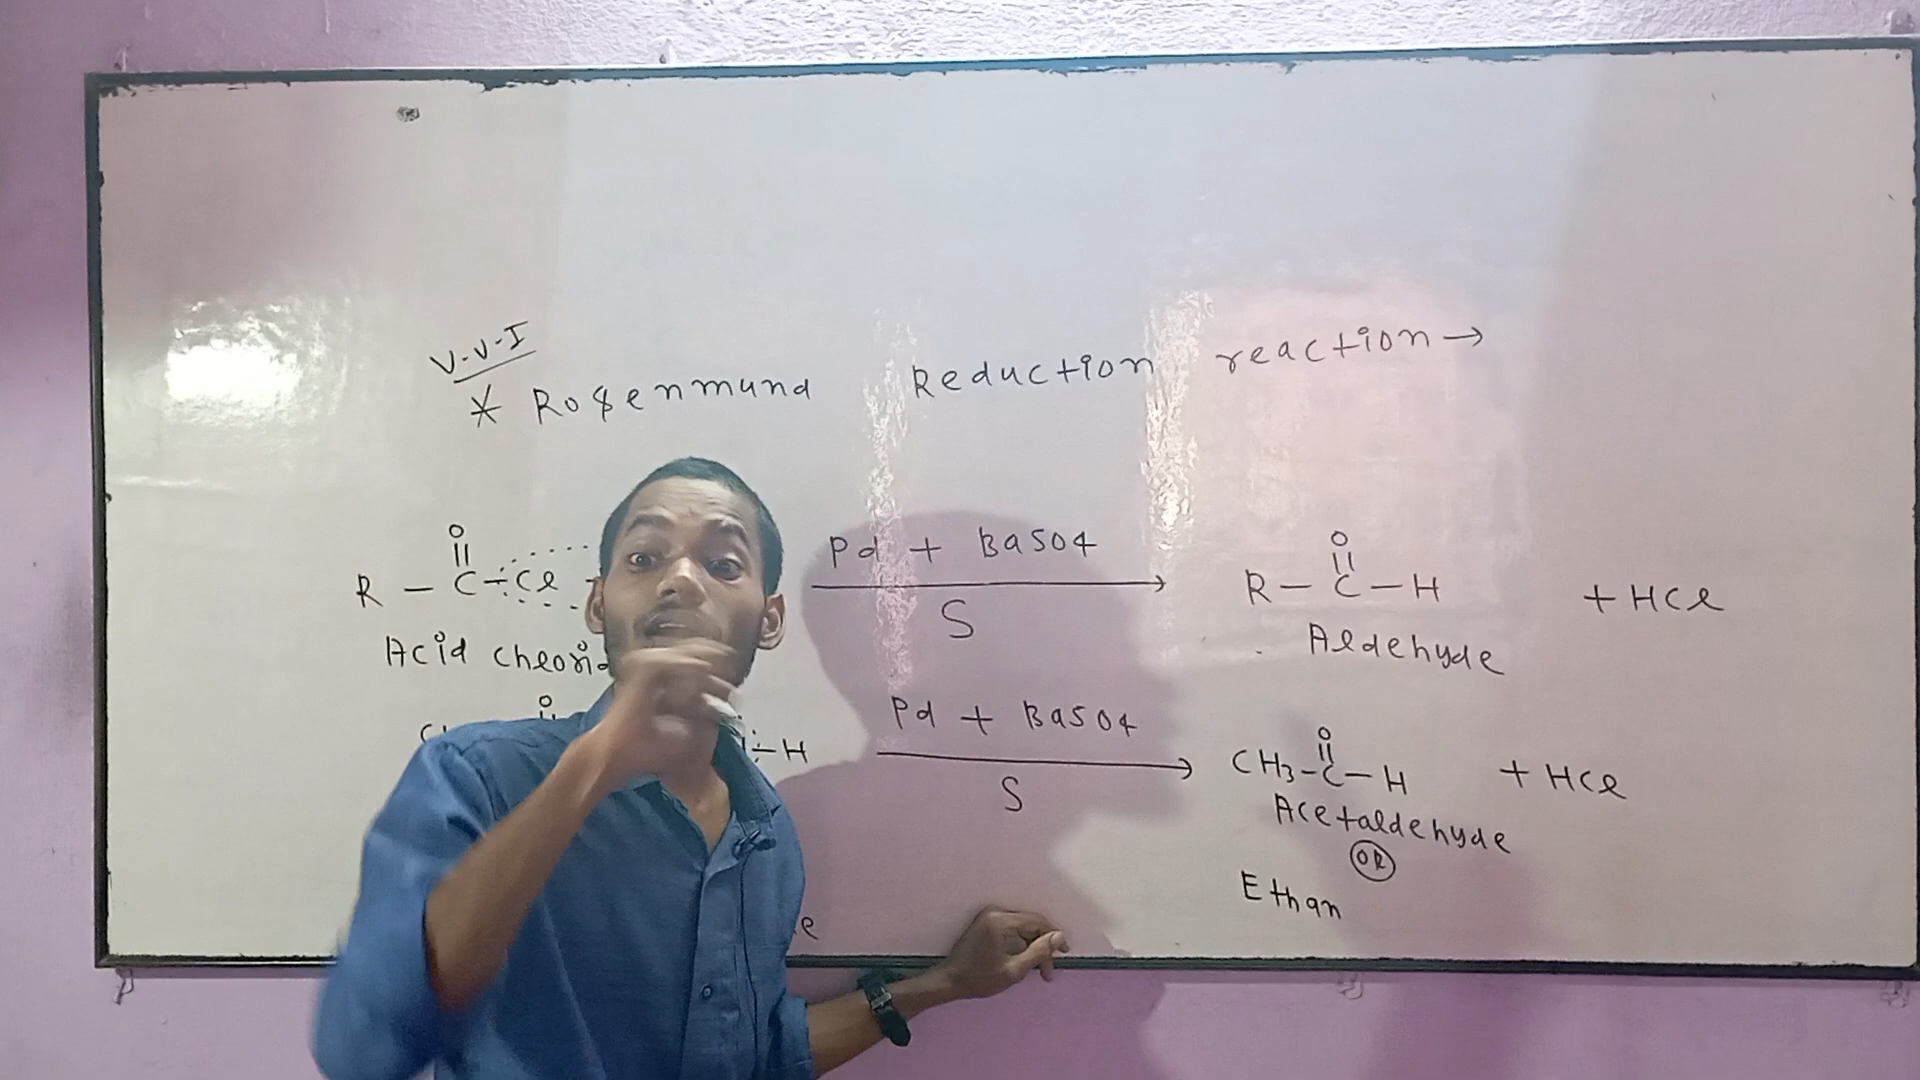 V.V.I
* Rosenmund Reduction reaction →
O O
|| Pd + BaSO4 ||
R — C — Cl ⟶ R — C — H + HCl
S
Acid chlori Aldehyde
O Pd + BaSO4 O
||
— H ⟶ CH3 — C — H + HCl
S
Acetaldehyde
OR
Ethan
e